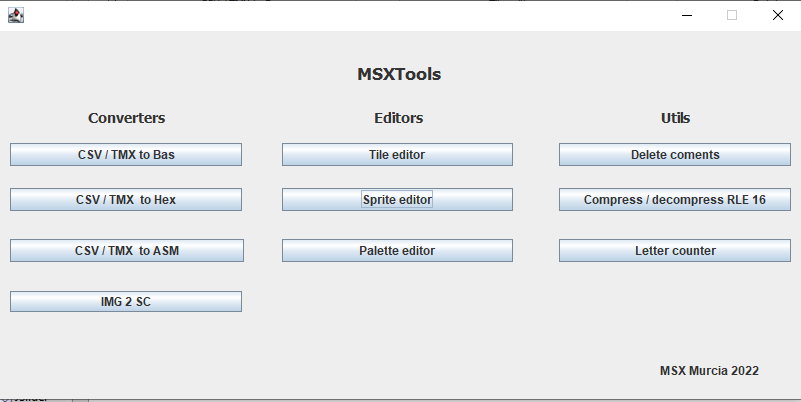 MSXTools
Converters
CSV / TMX to Bas
CSV / TMX  to Hex
CSV / TMX  to ASM
IMG 2 SC
Editors
Tile editor
Sprite editor
Palette editor
Utils
Delete coments
Compress / decompress RLE 16
Letter counter
MSX Murcia 2022